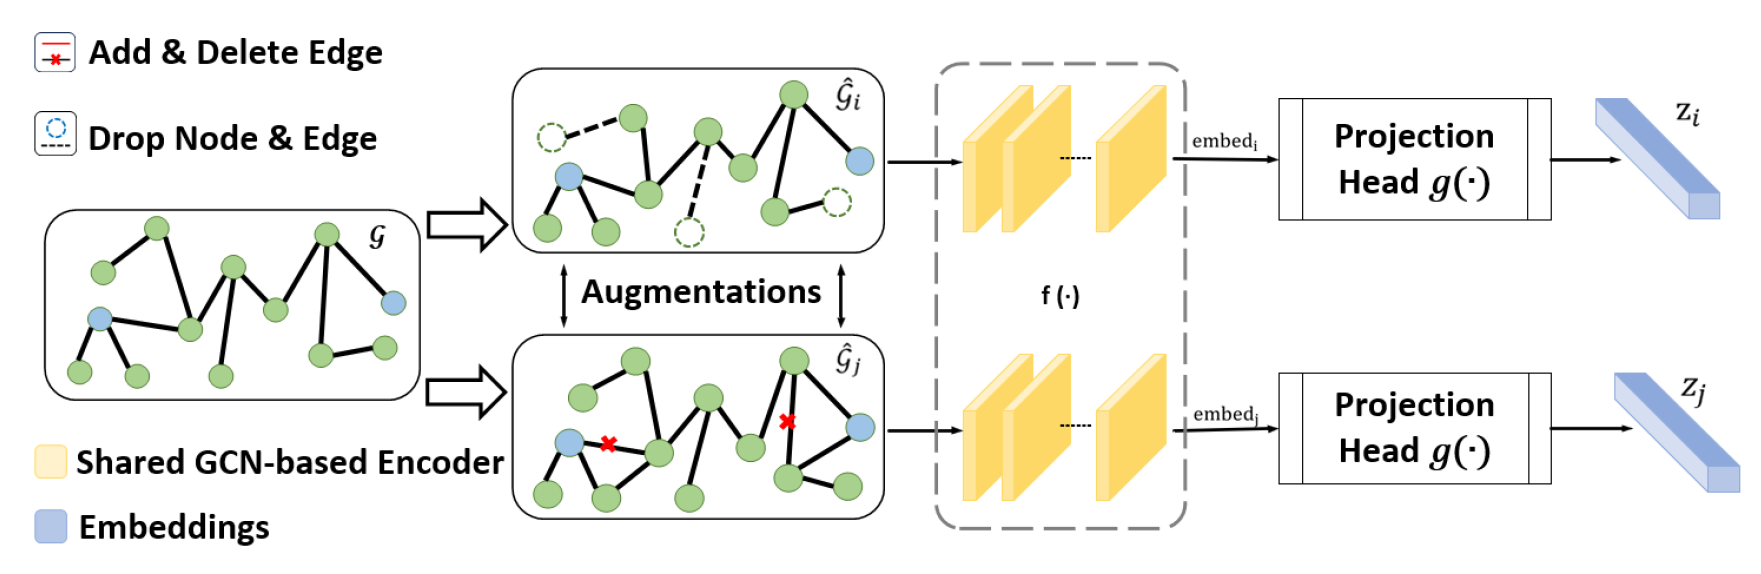 Add & Delete Edge
Drop Node & Edge
𝒢
Shared GCN-based Encoder
Embeddings
𝒢̂ᵢ
Augmentations
𝒢̂ⱼ
f (·)
embedᵢ
embedⱼ
Projection
Head g(·)
zᵢ
Projection
Head g(·)
zⱼ